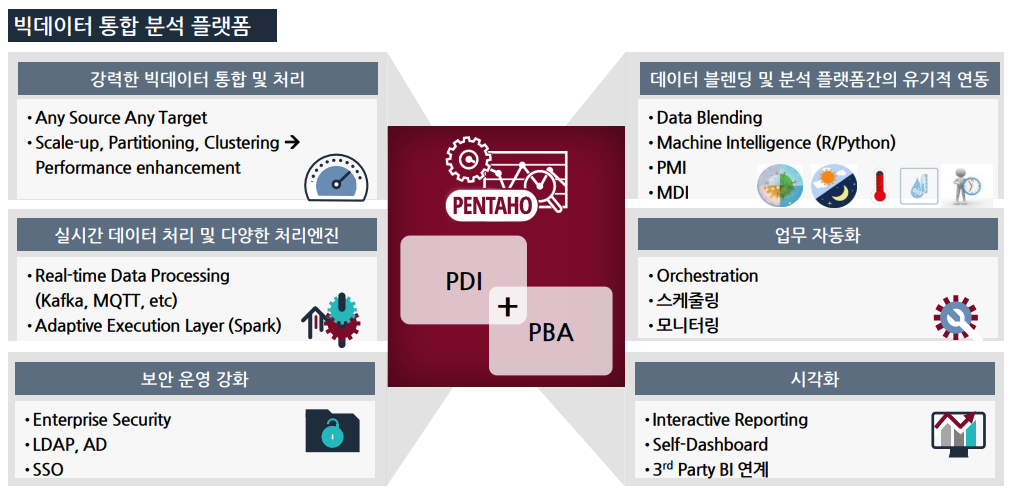 빅데이터 통합 분석 플랫폼
강력한 빅데이터 통합 및 처리
• Any Source Any Target
• Scale-up, Partitioning, Clustering →
Performance enhancement
실시간 데이터 처리 및 다양한 처리엔진
• Real-time Data Processing
(Kafka, MQTT, etc)
• Adaptive Execution Layer (Spark)
보안 운영 강화
• Enterprise Security
• LDAP, AD
• SSO
PENTAHO
PDI
+
PBA
데이터 블렌딩 및 분석 플랫폼간의 유기적 연동
• Data Blending
• Machine Intelligence (R/Python)
• PMI
• MDI
%
업무 자동화
• Orchestration
• 스케줄링
• 모니터링
시각화
• Interactive Reporting
• Self-Dashboard
• 3rd Party BI 연계